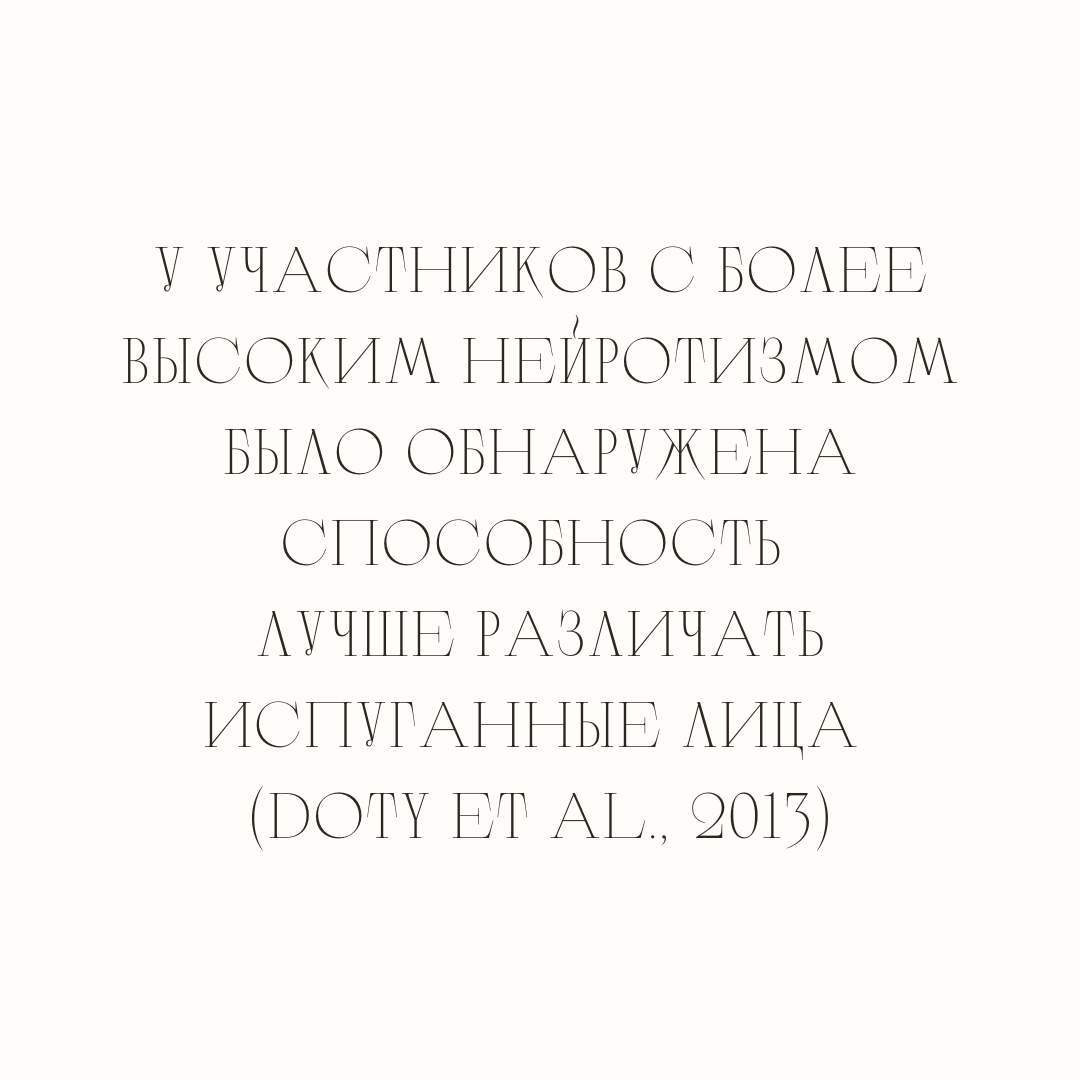 У УЧАСТНИКОВ С БОЛЕЕ
ВЫСОКИМ НЕЙРОТИЗМОМ
БЫЛО ОБНАРУЖЕНА
СПОСОБНОСТЬ
ЛУЧШЕ РАЗЛИЧАТЬ
ИСПУГАННЫЕ ЛИЦА
(DOTY ET AL., 2013)